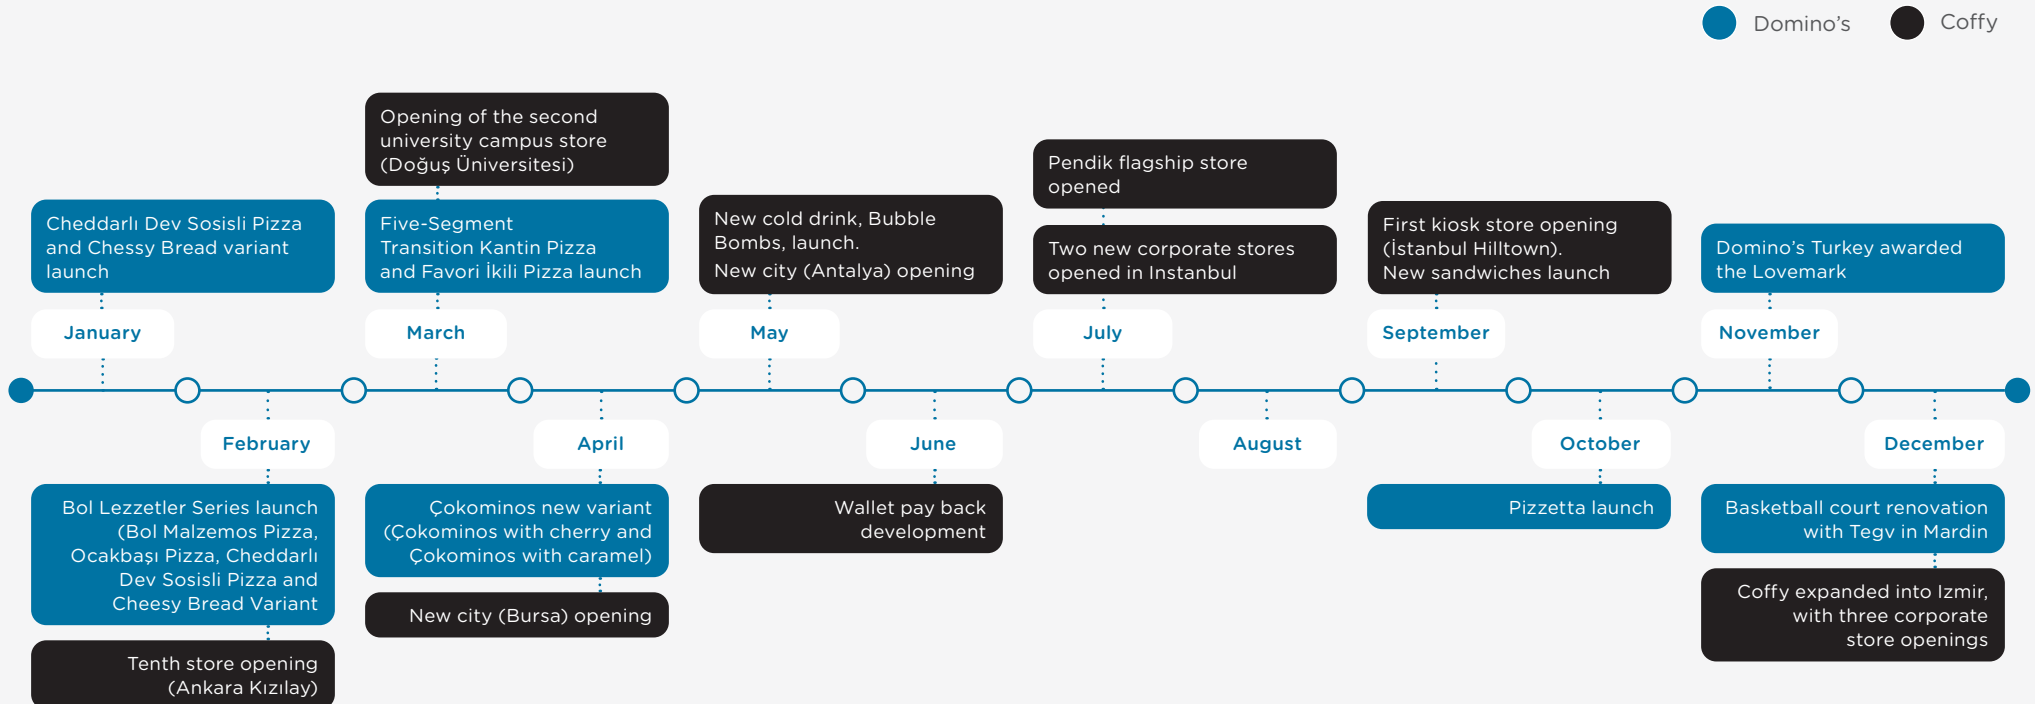 Domino's
Coffy
Opening of the second
university campus store
(Doğuş Üniversitesi)
Pendik flagship store
opened
Cheddarlı Dev Sosisli Pizza
and Chessy Bread variant
launch
Five-Segment
Transition Kantin Pizza
and Favori İkili Pizza launch
New cold drink, Bubble
Bombs, launch.
New city (Antalya) opening
Two new corporate stores
opened in Instanbul
First kiosk store opening
(İstanbul Hilltown).
New sandwiches launch
Domino's Turkey awarded
the Lovemark
January
March
May
July
September
November
February
April
June
August
October
December
Bol Lezzetler Series launch
(Bol Malzemos Pizza,
Ocakbaşı Pizza, Cheddarlı
Dev Sosisli Pizza and
Cheesy Bread Variant
Tenth store opening
(Ankara Kızılay)
Çokominos new variant
(Çokominos with cherry and
Çokominos with caramel)
New city (Bursa) opening
Wallet pay back
development
Pizzetta launch
Basketball court renovation
with Tegv in Mardin
Coffy expanded into Izmir,
with three corporate
store openings